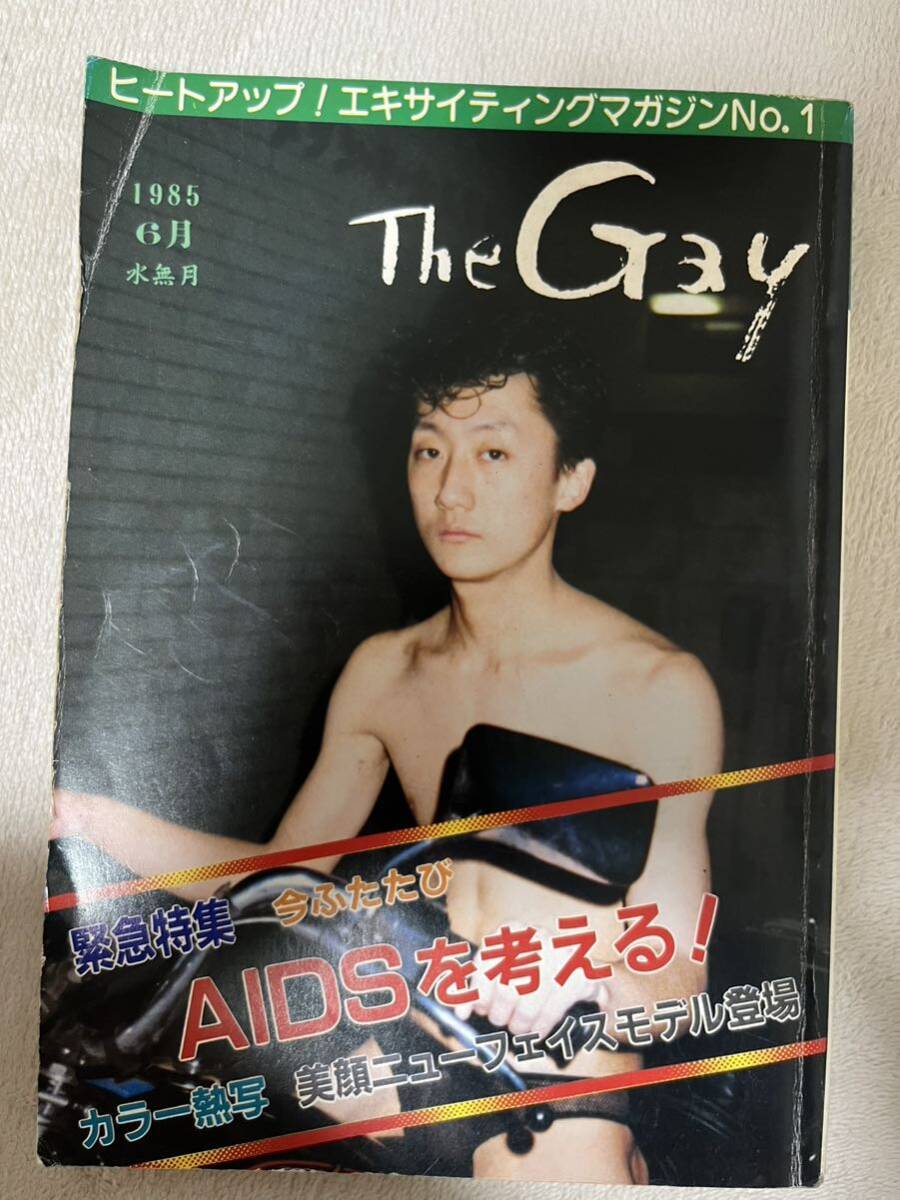 ヒートアップ！エキサイティングマガジンNo.1
1985
6月
水無月
The Gay
緊急特集 今ふたたび
AIDSを考える！
カラー熱写 美顔ニューフェイスモデル登場